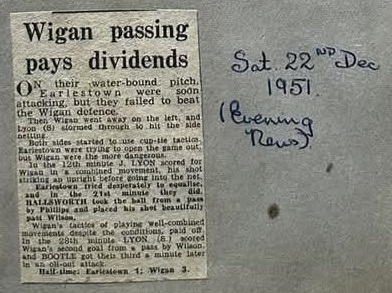 Wigan passing
pays dividends
ON their water-bound pitch,
Earlestown were soon
attacking, but they failed to beat
the Wigan defence.
Then Wigan went away on the left, and
Lyon (S) stormed through to hit the side
netting.
Both sides started to use cup-tie tactics.
Earlestown were trying to open the game out,
but Wigan were the more dangerous.
In the 12th minute J. LYON scored for
Wigan in a combined movement, his shot
striking an upright before going into the net.
Earlestown tried desperately to equalise,
and in the 21st minute they did.
HALLSWORTH took the ball from a pass
by Phillips and placed his shot beautifully
past Wilson.
Wigan's tactics of playing well-combined
movements despite the conditions, paid off.
In the 28th minute LYON (S.) scored
Wigan's second goal from a pass by Wilson,
and BOOTLE got their third a minute later
in an all-out attack.
Half-time: Earlestown 1; Wigan 3.
Sat. 22ND Dec
1951.
(Evening
News).